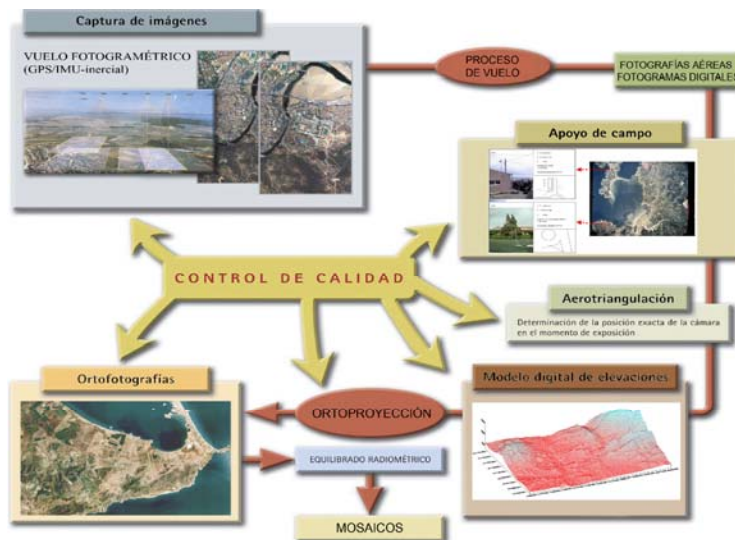 Captura de imágenes
VUELO FOTOGRAMÉTRICO
(GPS/IMU-inercial)
PROCESO
DE VUELO
FOTOGRAFÍAS AÉREAS
FOTOGRAMAS DIGITALES
Apoyo de campo
CONTROL DE CALIDAD
Aerotriangulación
Determinación de la posición exacta de la cámara
en el momento de exposición
Ortofotografías
ORTOPROYECCIÓN
Modelo digital de elevaciones
EQUILIBRADO RADIOMÉTRICO
MOSAICOS